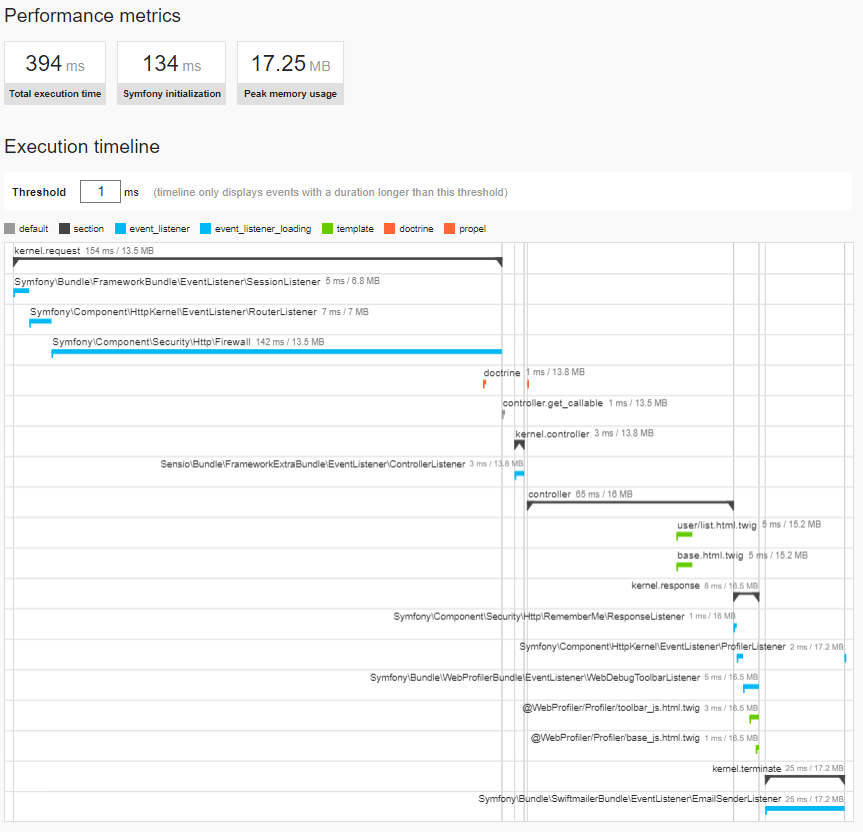 Performance metrics
394 ms
134 ms
17.25 MB
Total execution time
Symfony initialization
Peak memory usage
Execution timeline
Threshold 1 ms (timeline only displays events with a duration longer than this threshold)
default section event_listener event_listener_loading template doctrine propel
kernel.request 154 ms / 13.5 MB
Symfony\Bundle\FrameworkBundle\EventListener\SessionListener 5 ms / 6.8 MB
Symfony\Component\HttpKernel\EventListener\RouterListener 7 ms / 7 MB
Symfony\Component\Security\Http\Firewall 142 ms / 13.5 MB
doctrine 1 ms / 13.8 MB
controller.get_callable 1 ms / 13.5 MB
kernel.controller 3 ms / 13.8 MB
Sensio\Bundle\FrameworkExtraBundle\EventListener\ControllerListener 3 ms / 13.8 MB
controller 65 ms / 16 MB
user/list.html.twig 5 ms / 15.2 MB
base.html.twig 5 ms / 15.2 MB
kernel.response 8 ms / 16.5 MB
Symfony\Component\Security\Http\RememberMe\ResponseListener 1 ms / 16 MB
Symfony\Component\HttpKernel\EventListener\ProfilerListener 2 ms / 17.2 MB
Symfony\Bundle\WebProfilerBundle\EventListener\WebDebugToolbarListener 5 ms / 16.5 MB
@WebProfiler/Profiler/toolbar_js.html.twig 3 ms / 16.5 MB
@WebProfiler/Profiler/base_js.html.twig 1 ms / 16.5 MB
kernel.terminate 25 ms / 17.2 MB
Symfony\Bundle\SwiftmailerBundle\EventListener\EmailSenderListener 25 ms / 17.2 MB